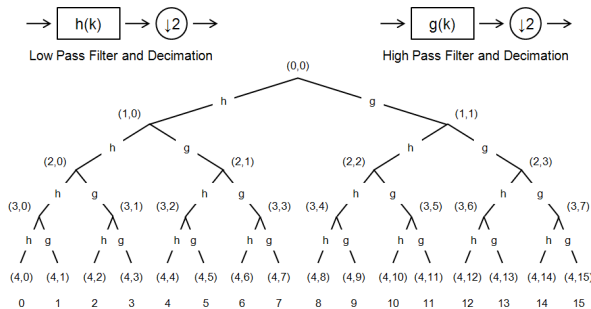 h(k) ↓2 g(k) ↓2
Low Pass Filter and Decimation High Pass Filter and Decimation
(0,0)
h g
(1,0) (1,1)
h g h g
(2,0) (2,1) (2,2) (2,3)
h g h g h g h g
(3,0) (3,1) (3,2) (3,3) (3,4) (3,5) (3,6) (3,7)
h g h g h g h g h g h g h g h g
(4,0) (4,1) (4,2) (4,3) (4,4) (4,5) (4,6) (4,7) (4,8) (4,9) (4,10) (4,11) (4,12) (4,13) (4,14) (4,15)
0 1 2 3 4 5 6 7 8 9 10 11 12 13 14 15